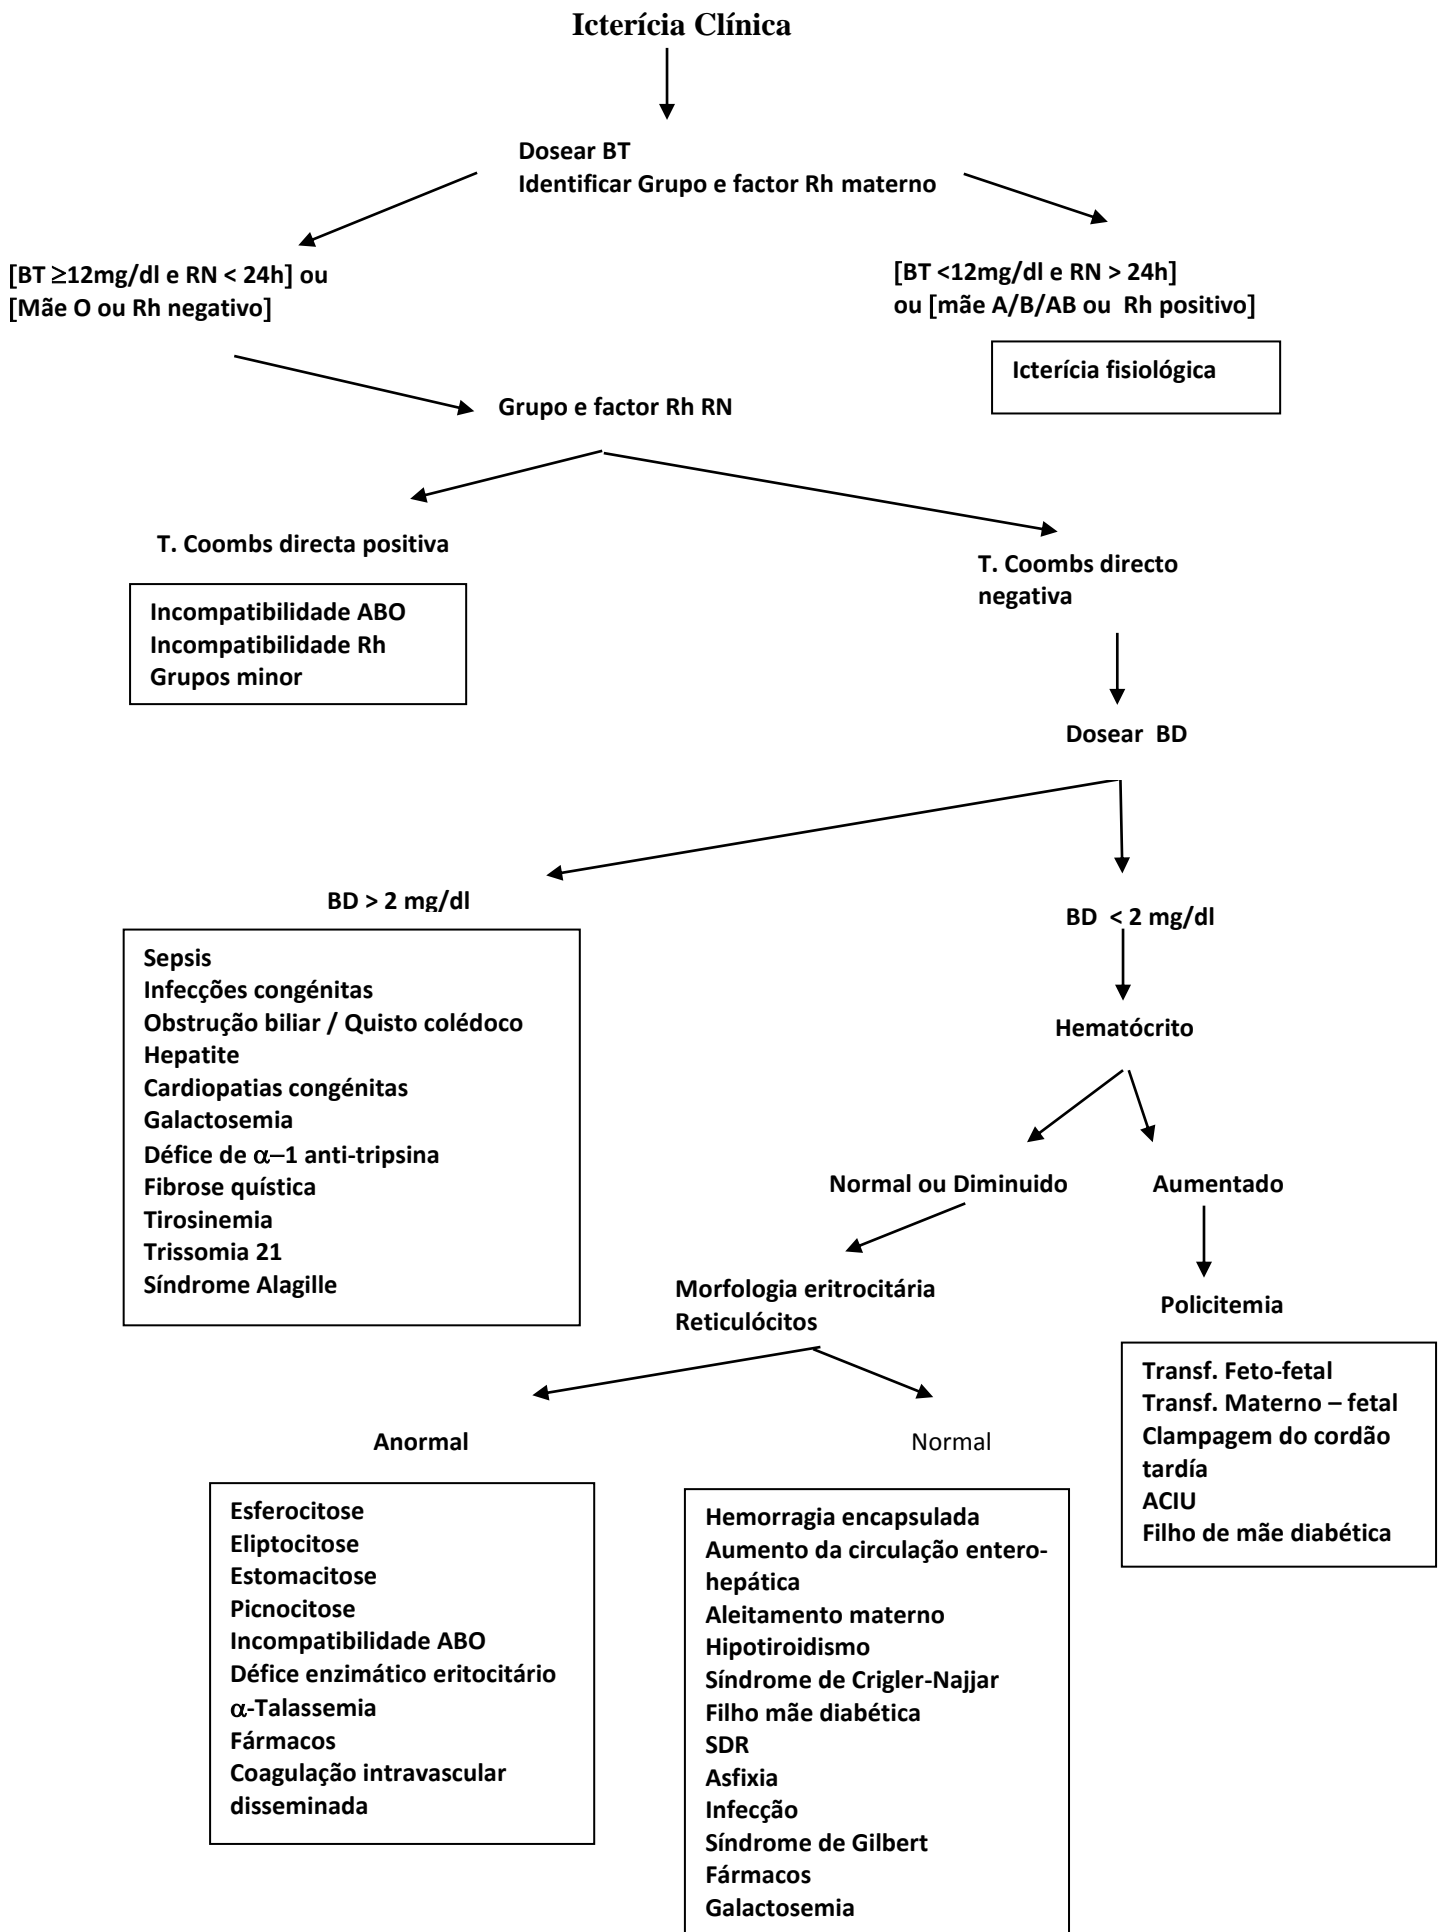 Icterícia Clínica
Dosear BT
Identificar Grupo e factor Rh materno
[BT ≥12mg/dl e RN < 24h] ou
[Mãe O ou Rh negativo]
[BT <12mg/dl e RN > 24h]
ou [mãe A/B/AB ou Rh positivo]
Icterícia fisiológica
Grupo e factor Rh RN
T. Coombs directa positiva
Incompatibilidade ABO
Incompatibilidade Rh
Grupos minor
T. Coombs directo
negativa
Dosear BD
BD > 2 mg/dl
Sepsis
Infecções congénitas
Obstrução biliar / Quisto colédoco
Hepatite
Cardiopatias congénitas
Galactosemia
Défice de α−1 anti-tripsina
Fibrose quística
Tirosinemia
Trissomia 21
Síndrome Alagille
BD < 2 mg/dl
Hematócrito
Normal ou Diminuido
Aumentado
Morfologia eritrocitária
Reticulócitos
Policitemia
Transf. Feto-fetal
Transf. Materno – fetal
Clampagem do cordão
tardía
ACIU
Filho de mãe diabética
Anormal
Esferocitose
Eliptocitose
Estomacitose
Picnocitose
Incompatibilidade ABO
Défice enzimático eritocitário
α-Talassemia
Fármacos
Coagulação intravascular
disseminada
Normal
Hemorragia encapsulada
Aumento da circulação entero-
hepática
Aleitamento materno
Hipotiroidismo
Síndrome de Crigler-Najjar
Filho mãe diabética
SDR
Asfixia
Infecção
Síndrome de Gilbert
Fármacos
Galactosemia